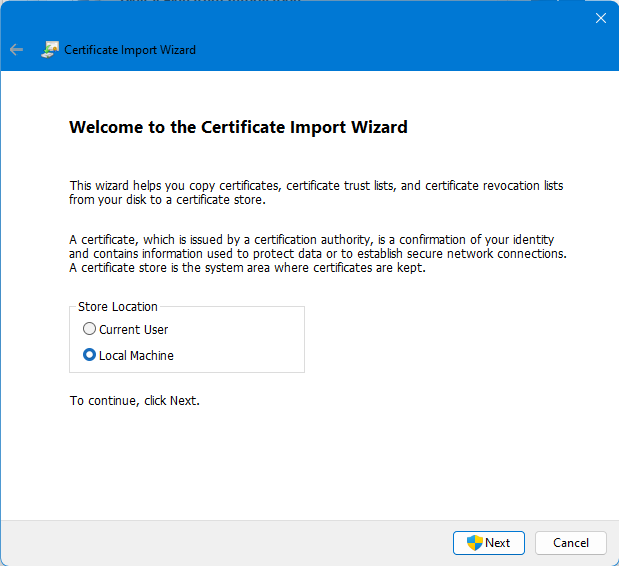 Certificate Import Wizard
Welcome to the Certificate Import Wizard
This wizard helps you copy certificates, certificate trust lists, and certificate revocation lists
from your disk to a certificate store.
A certificate, which is issued by a certification authority, is a confirmation of your identity
and contains information used to protect data or to establish secure network connections.
A certificate store is the system area where certificates are kept.
Store Location
Current User
Local Machine
To continue, click Next.
Next
Cancel